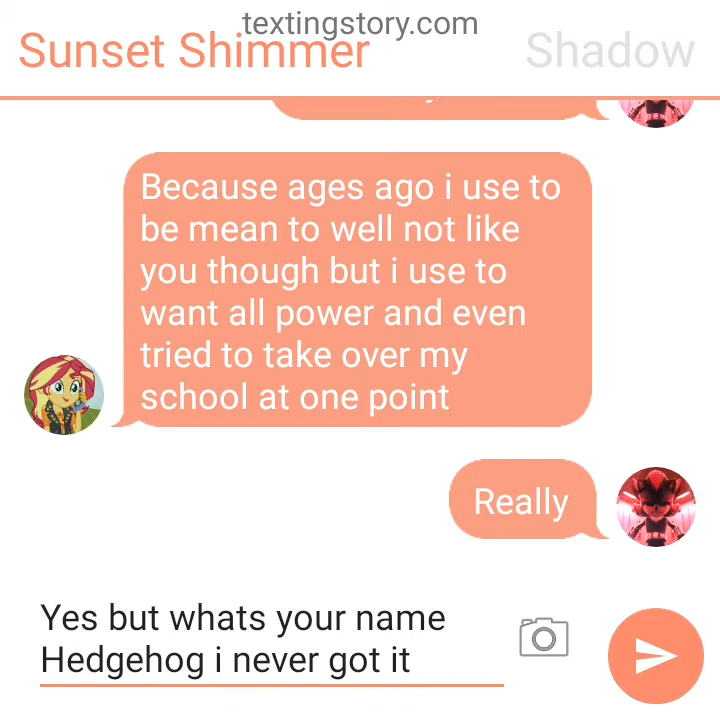 textingstory.com
Sunset Shimmer
Shadow
Because ages ago i use to
be mean to well not like
you though but i use to
want all power and even
tried to take over my
school at one point
Really
Yes but whats your name
Hedgehog i never got it